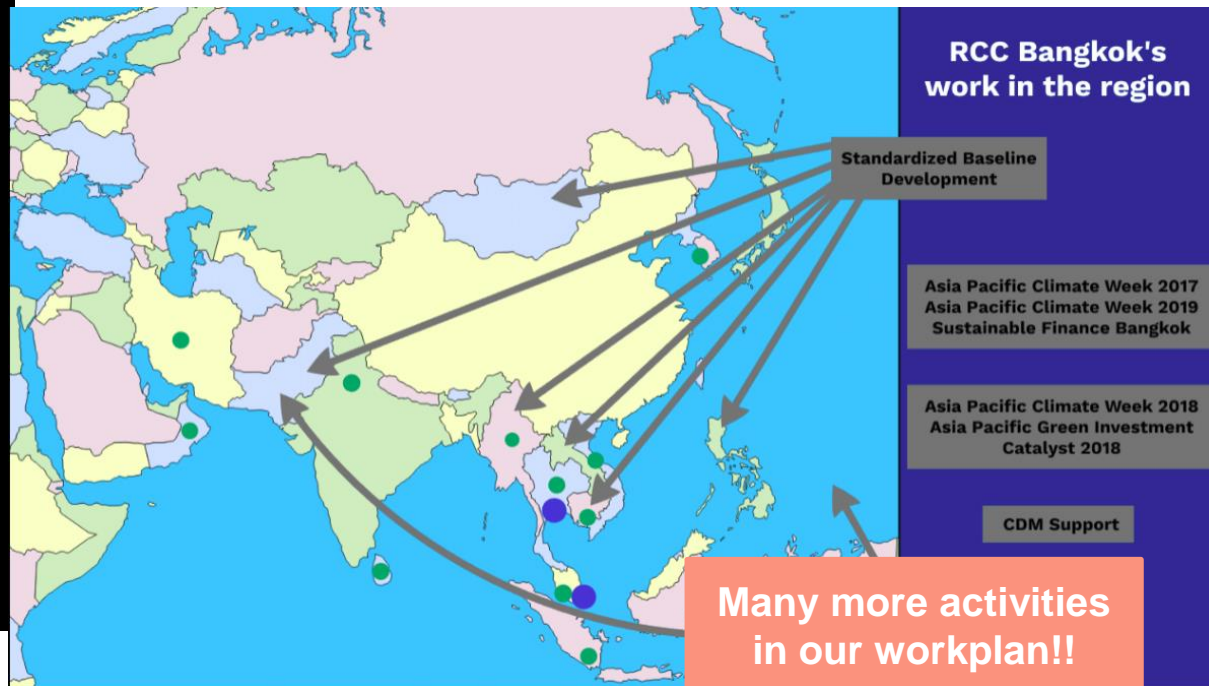 RCC Bangkok's
work in the region
Standardized Baseline
Development
Asia Pacific Climate Week 2017
Asia Pacific Climate Week 2019
Sustainable Finance Bangkok
Asia Pacific Climate Week 2018
Asia Pacific Green Investment
Catalyst 2018
CDM Support
Many more activities
in our workplan!!